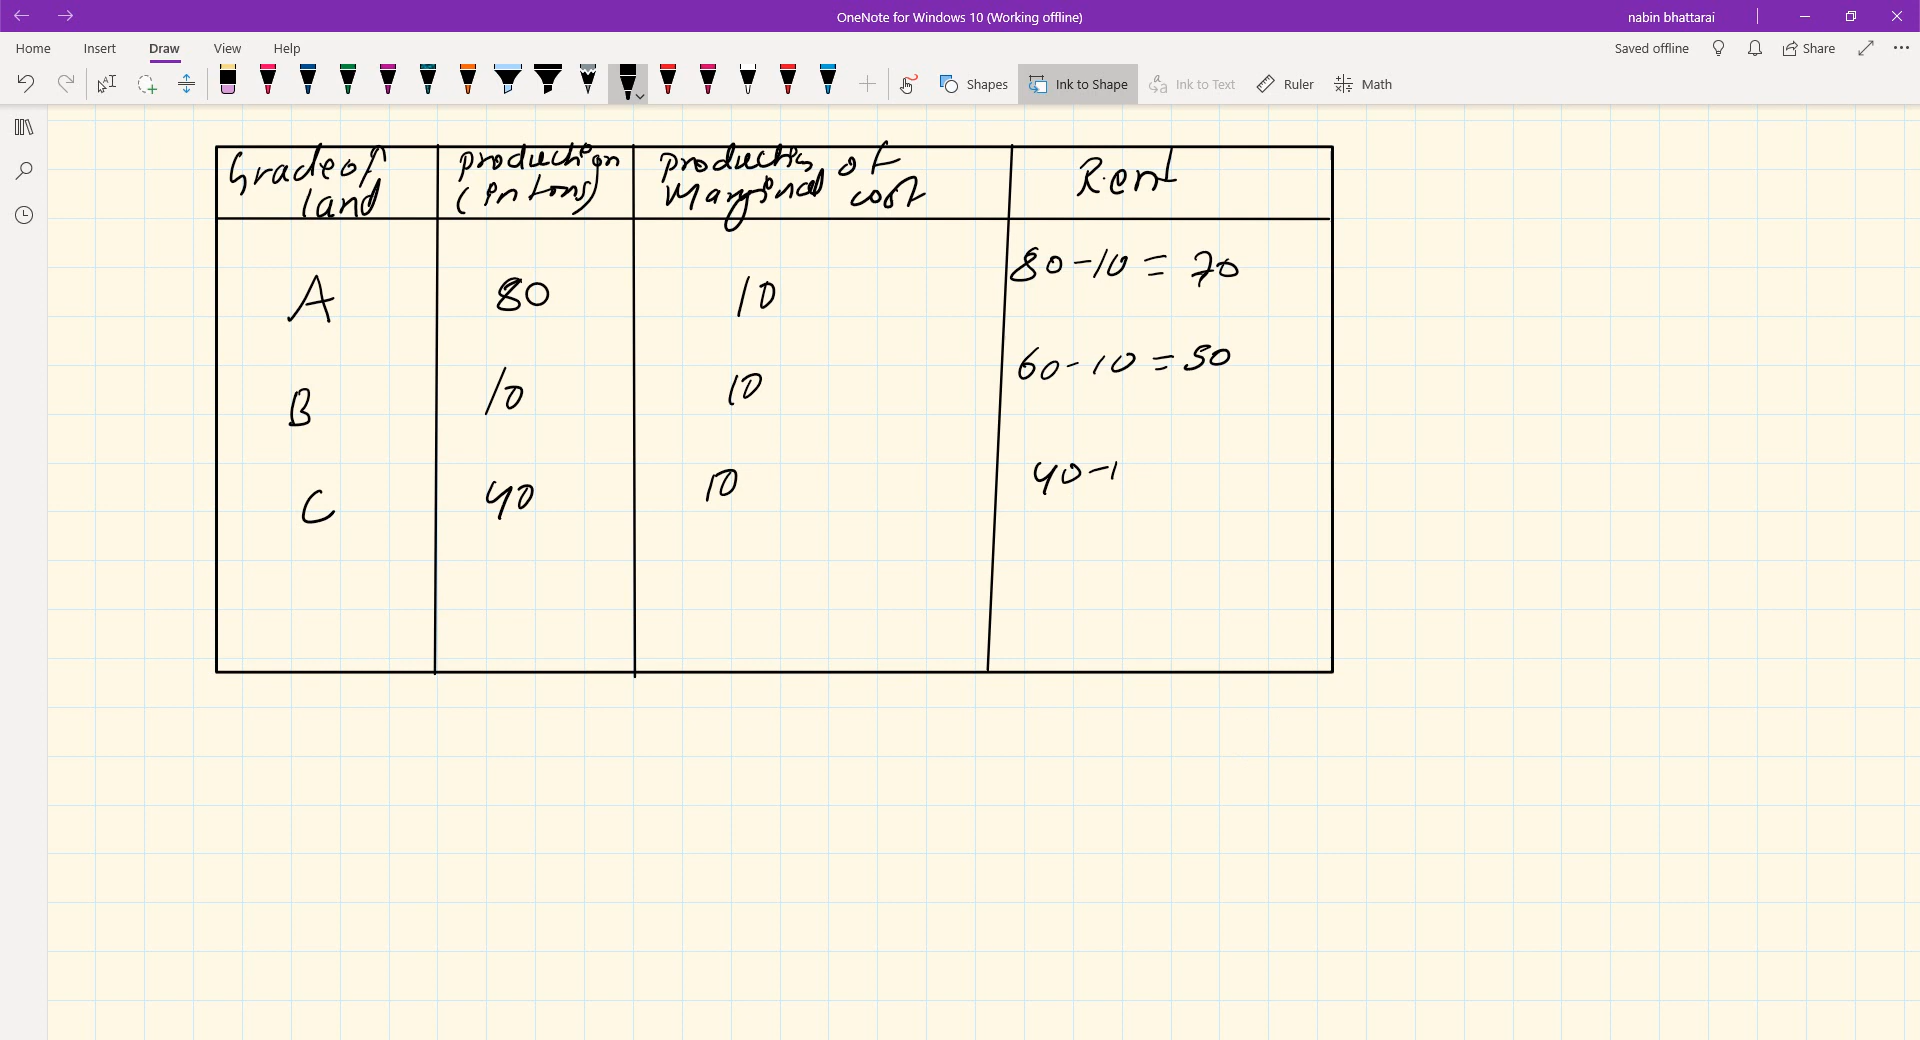 OneNote for Windows 10 (Working offline)
nabin bhattarai
Home Insert Draw View Help
Saved offline Share
Shapes Ink to Shape Ink to Text Ruler Math
Grade of land
production (in tons)
production of Marginal cost
Rent
A 80 10 80-10 = 70
B 10 10 60-10 = 50
C 40 10 40-1